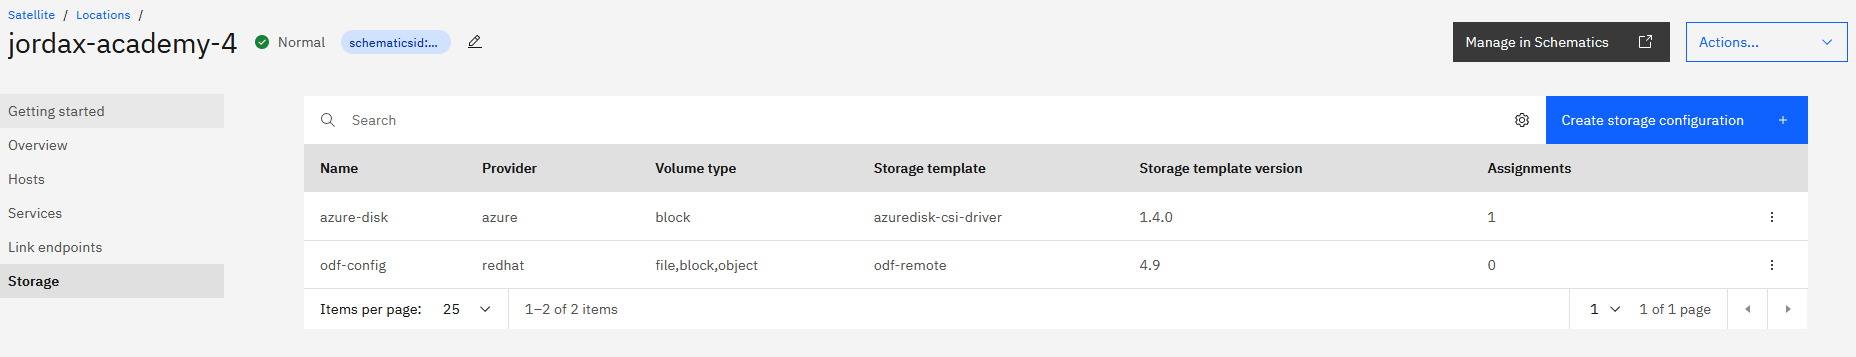 Satellite / Locations /
jordax-academy-4 Normal schematicsid:...
Manage in Schematics
Actions...
Getting started
Overview
Hosts
Services
Link endpoints
Storage
Search
Create storage configuration +
Name Provider Volume type Storage template Storage template version Assignments
azure-disk azure block azuredisk-csi-driver 1.4.0 1
odf-config redhat file,block,object odf-remote 4.9 0
Items per page: 25 1–2 of 2 items 1 1 of 1 page